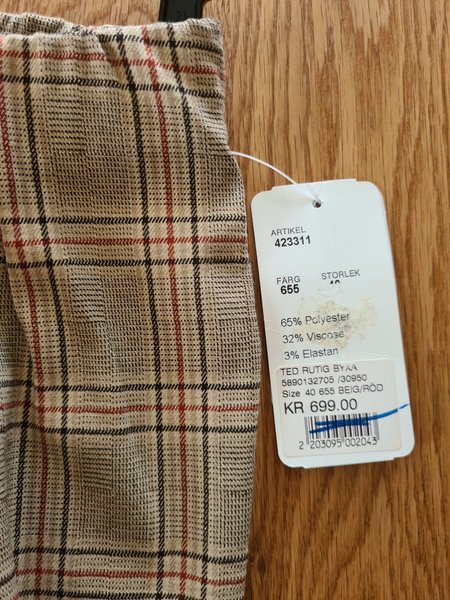 ARTIKEL
423311
FÄRG STORLEK
655 40
65% Polyester
32% Viscose
3% Elastan
TED RUTIG BYXA
5890132705 /30950
Size 40 655 BEIG/RÖD
KR 699.00
2 203095 002043